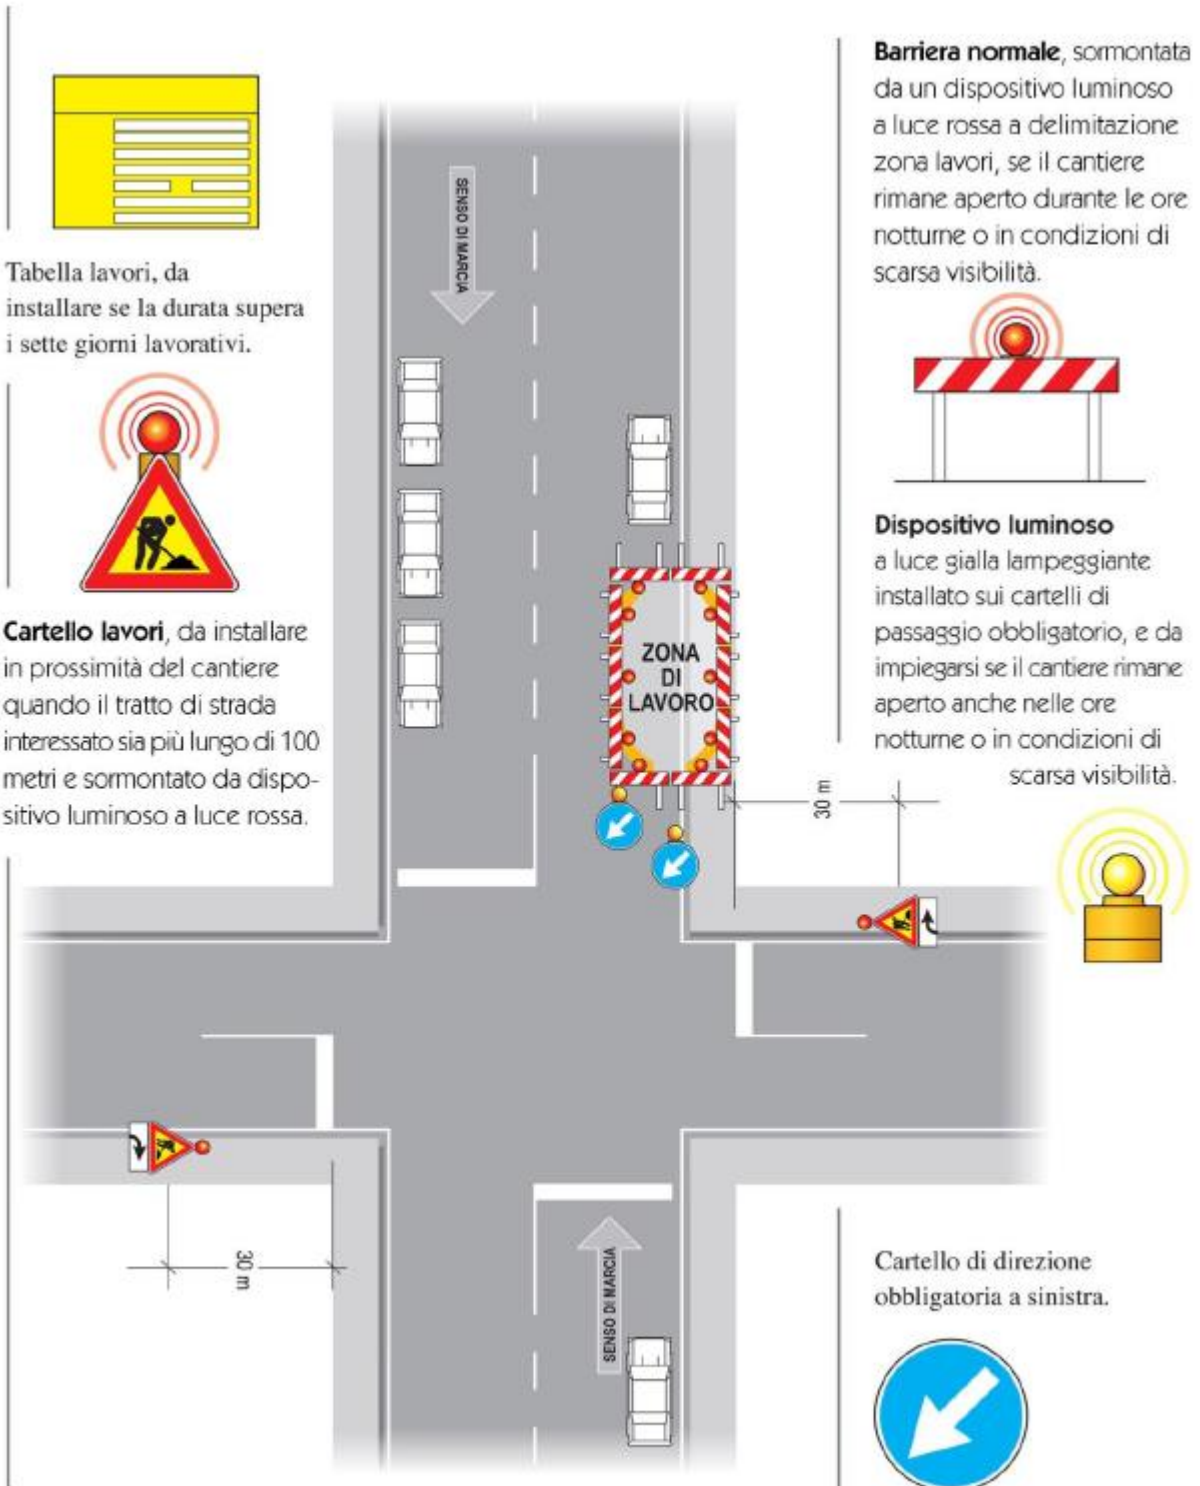 Tabella lavori, da
installare se la durata supera
i sette giorni lavorativi.
Cartello lavori, da installare
in prossimità del cantiere
quando il tratto di strada
interessato sia più lungo di 100
metri e sormontato da dispo-
sitivo luminoso a luce rossa.
SENSO DI MARCIA
ZONA
DI
LAVORO
30 m
30 m
SENSO DI MARCIA
Barriera normale, sormontata
da un dispositivo luminoso
a luce rossa a delimitazione
zona lavori, se il cantiere
rimane aperto durante le ore
notturne o in condizioni di
scarsa visibilità.
Dispositivo luminoso
a luce gialla lampeggiante
installato sui cartelli di
passaggio obbligatorio, e da
impiegarsi se il cantiere rimane
aperto anche nelle ore
notturne o in condizioni di
scarsa visibilità.
Cartello di direzione
obbligatoria a sinistra.